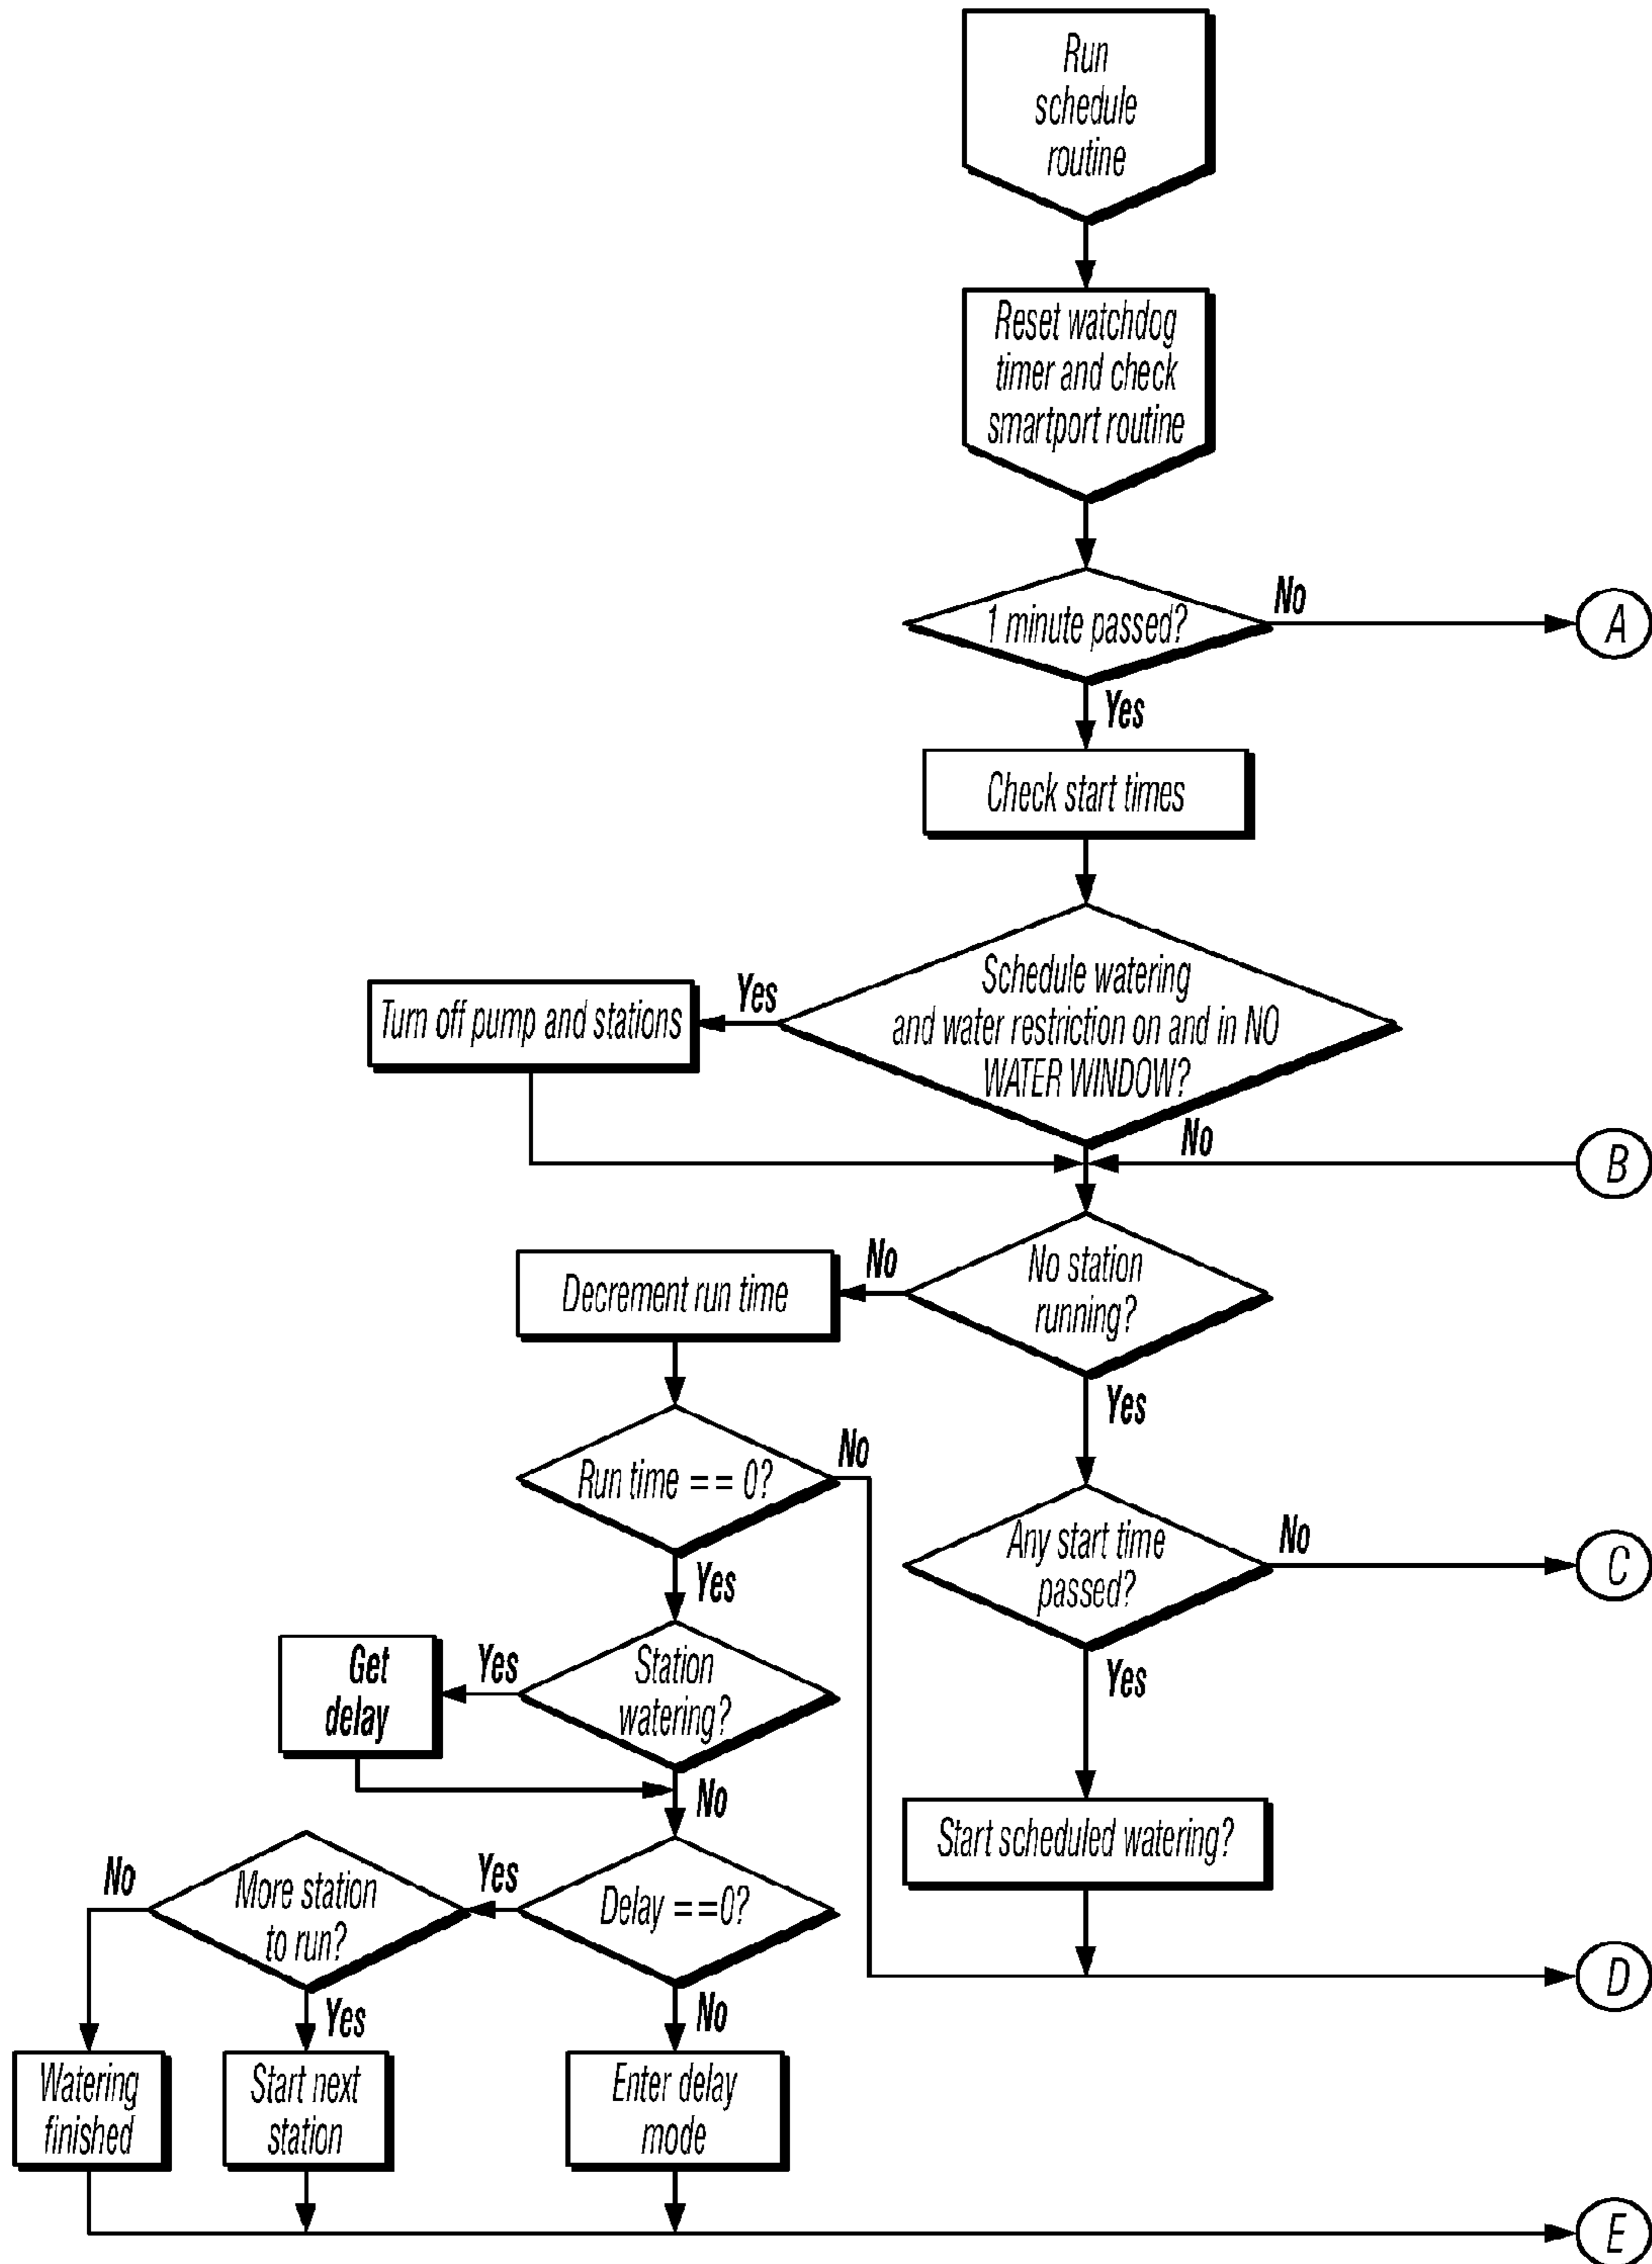 Run
schedule
routine
Reset watchdog
timer and check
smartport routine
1 minute passed?
No
A
Yes
Check start times
Schedule watering
and water restriction on and in NO
WATER WINDOW?
Yes
Turn off pump and stations
No
B
No station
running?
No
Decrement run time
Yes
Run time = = 0?
No
Any start time
passed?
No
C
Yes
Station
watering?
Yes
Get
delay
Yes
No
Start scheduled watering?
More station
to run?
No
Yes
Delay = =0?
D
Yes
No
Watering
finished
Start next
station
Enter delay
mode
E